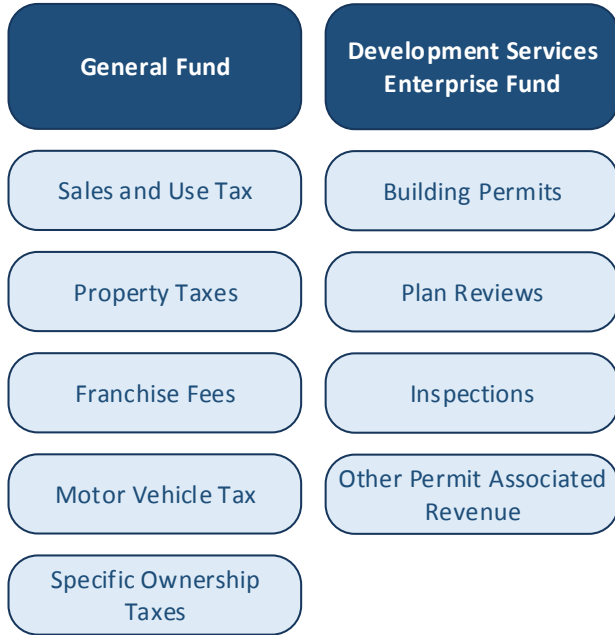 General Fund
Sales and Use Tax
Property Taxes
Franchise Fees
Motor Vehicle Tax
Specific Ownership
Taxes
Development Services
Enterprise Fund
Building Permits
Plan Reviews
Inspections
Other Permit Associated
Revenue